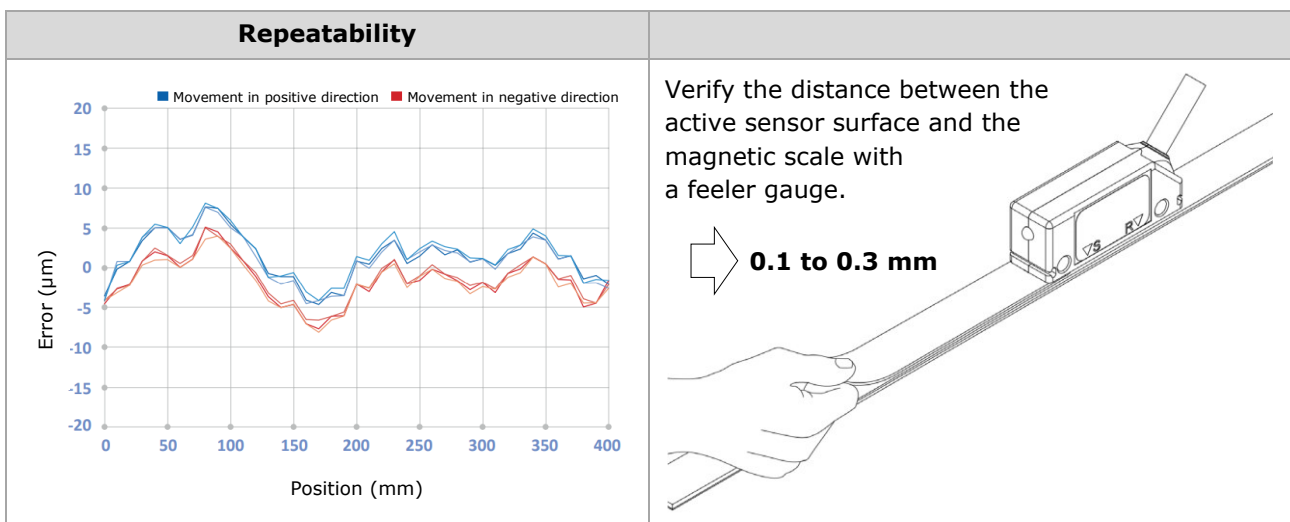 Repeatability
Movement in positive direction
Movement in negative direction
20
15
10
5
0
-5
-10
-15
-20
Error (µm)
0
50
100
150
200
250
300
350
400
Position (mm)
Verify the distance between the
active sensor surface and the
magnetic scale with
a feeler gauge.
0.1 to 0.3 mm
▽S
R▽
S